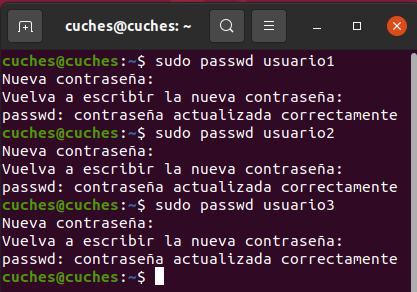 cuches@cuches: ~
cuches@cuches:~$ sudo passwd usuario1
Nueva contraseña:
Vuelva a escribir la nueva contraseña:
passwd: contraseña actualizada correctamente
cuches@cuches:~$ sudo passwd usuario2
Nueva contraseña:
Vuelva a escribir la nueva contraseña:
passwd: contraseña actualizada correctamente
cuches@cuches:~$ sudo passwd usuario3
Nueva contraseña:
Vuelva a escribir la nueva contraseña:
passwd: contraseña actualizada correctamente
cuches@cuches:~$